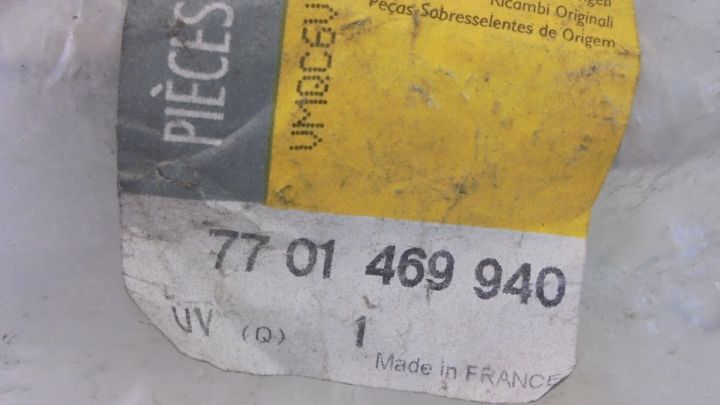 Ricambi Originali
Peças Sobresselentes de Origem
PIÈCES
77 01 469 940
UV (Q) 1
Made in FRANCE